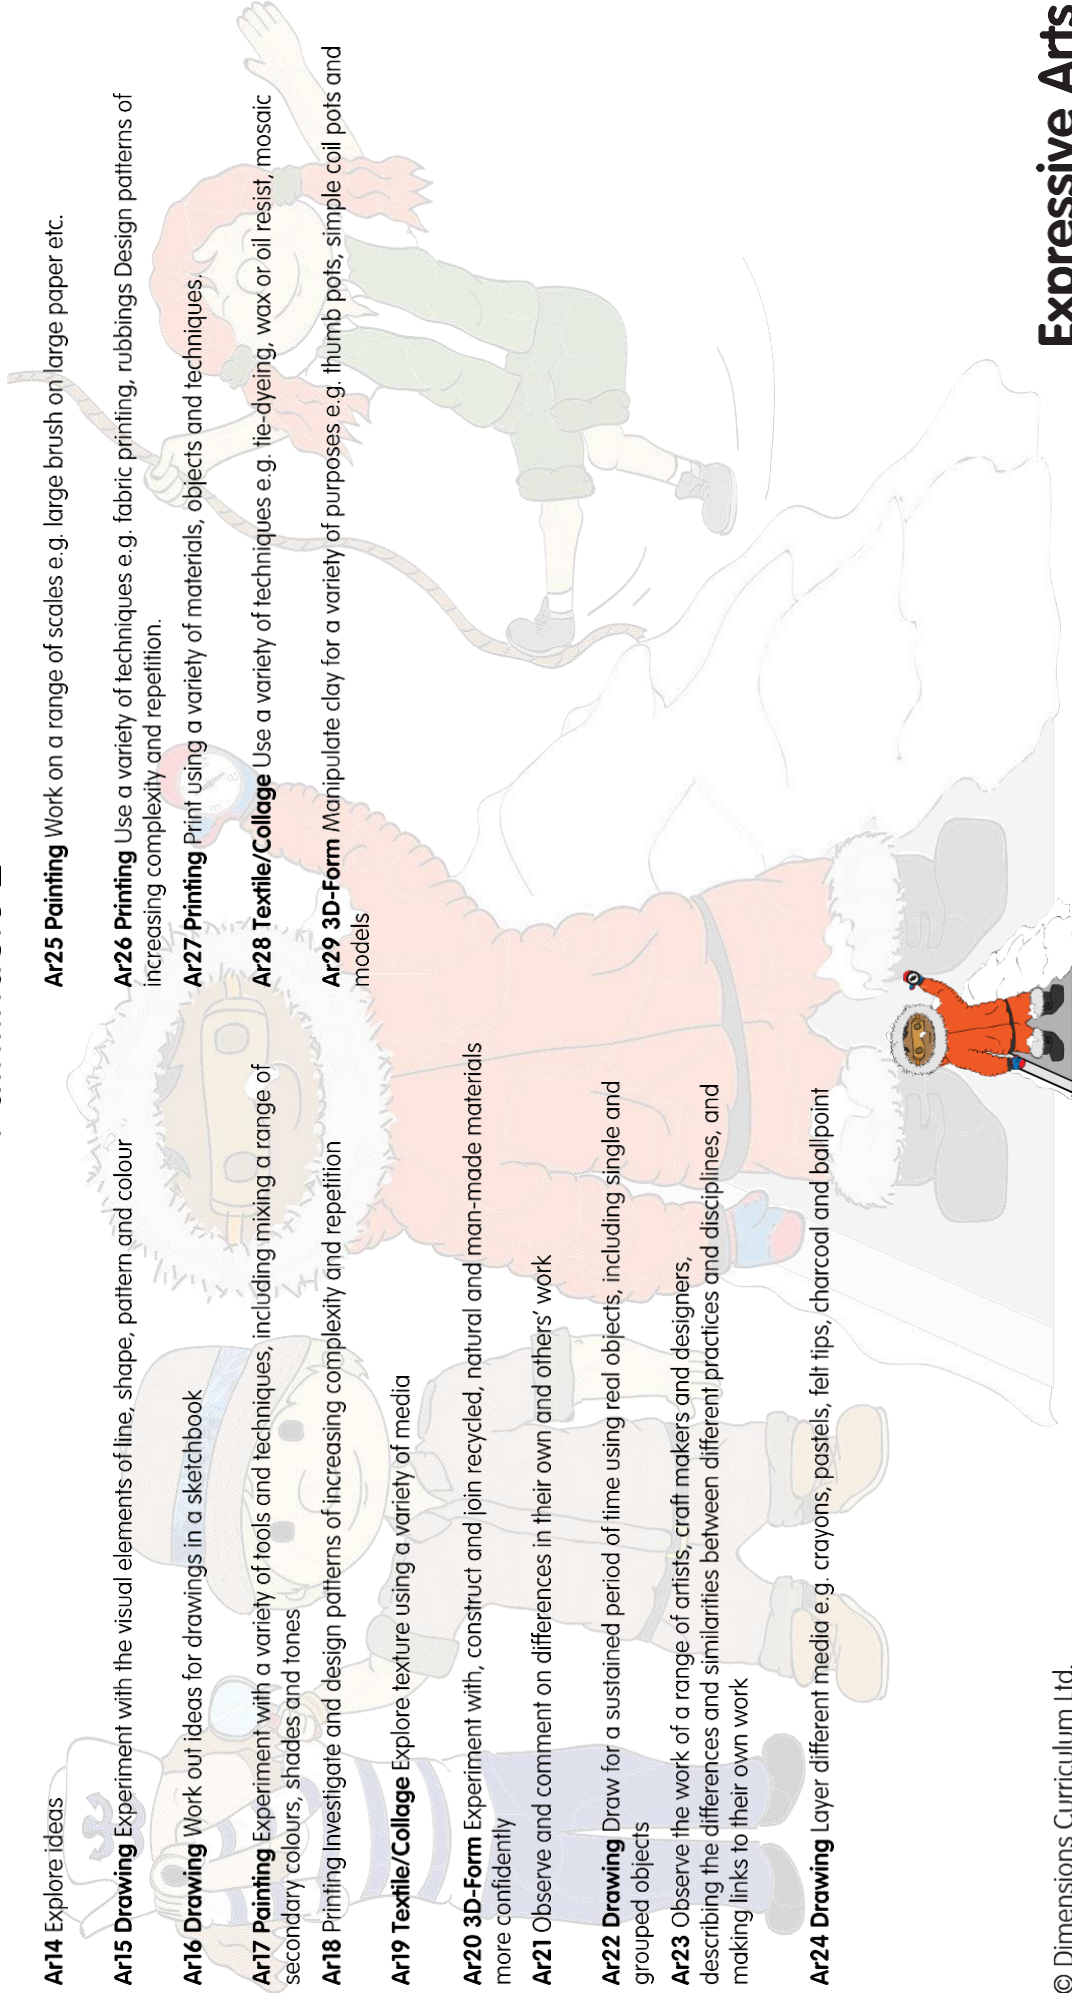 Ar14 Explore ideas
Ar15 Drawing Experiment with the visual elements of line, shape, pattern and colour
Ar16 Drawing Work out ideas for drawings in a sketchbook
Ar17 Painting Experiment with a variety of tools and techniques, including mixing a range of
secondary colours, shades and tones
Ar18 Printing Investigate and design patterns of increasing complexity and repetition
Ar19 Textile/Collage Explore texture using a variety of media
Ar20 3D-Form Experiment with, construct and join recycled, natural and man-made materials
more confidently
Ar21 Observe and comment on differences in their own and others’ work
Ar22 Drawing Draw for a sustained period of time using real objects, including single and
grouped objects
Ar23 Observe the work of a range of artists, craft makers and designers,
describing the differences and similarities between different practices and disciplines, and
making links to their own work
Ar24 Drawing Layer different media e.g. crayons, pastels, felt tips, charcoal and ballpoint
Ar25 Painting Work on a range of scales e.g. large brush on large paper etc.
Ar26 Printing Use a variety of techniques e.g. fabric printing, rubbings Design patterns of
increasing complexity and repetition.
Ar27 Printing Print using a variety of materials, objects and techniques.
Ar28 Textile/Collage Use a variety of techniques e.g. tie-dyeing, wax or oil resist, mosaic
Ar29 3D-Form Manipulate clay for a variety of purposes e.g. thumb pots, simple coil pots and
models
© Dimensions Curriculum Ltd.
Expressive Arts